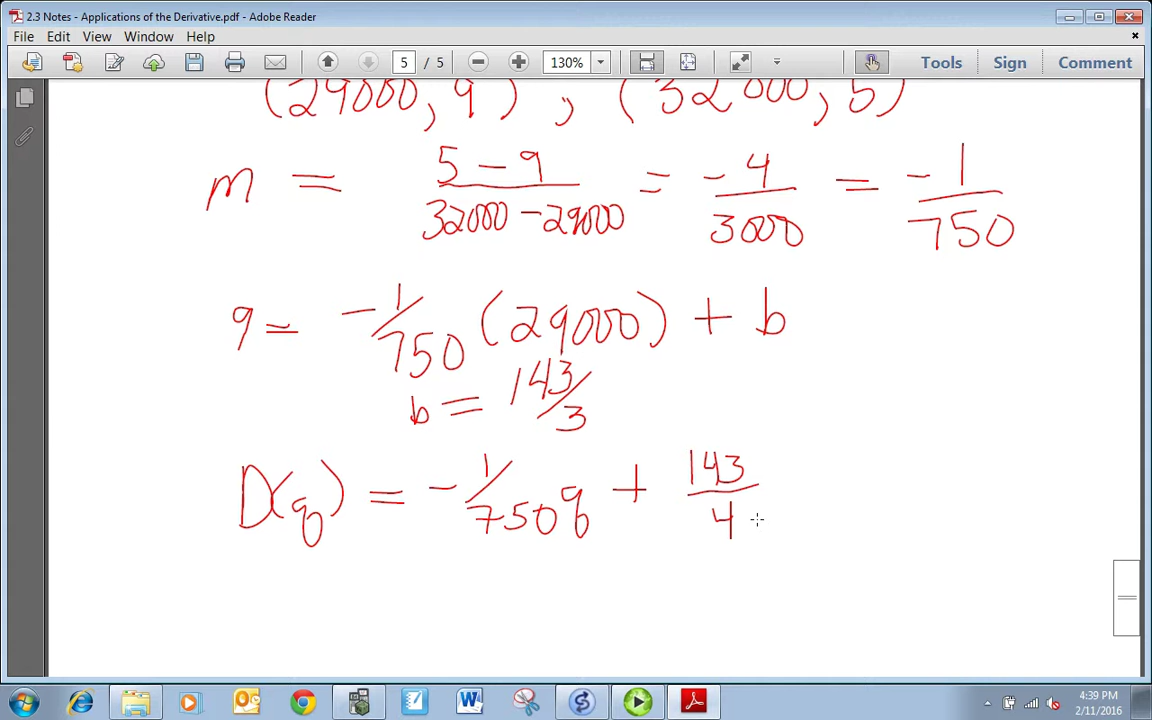 2.3 Notes - Applications of the Derivative.pdf - Adobe Reader
File Edit View Window Help
5 / 5 130% Tools Sign Comment
(29000, 9) , (32000, 5)
m = 5 - 9 / 32000 - 29000 = - 4 / 3000 = - 1 / 750
9 = - 1/750 (29000) + b
b = 143/3
D(q) = - 1/750 q + 143/4
4:39 PM
2/11/2016